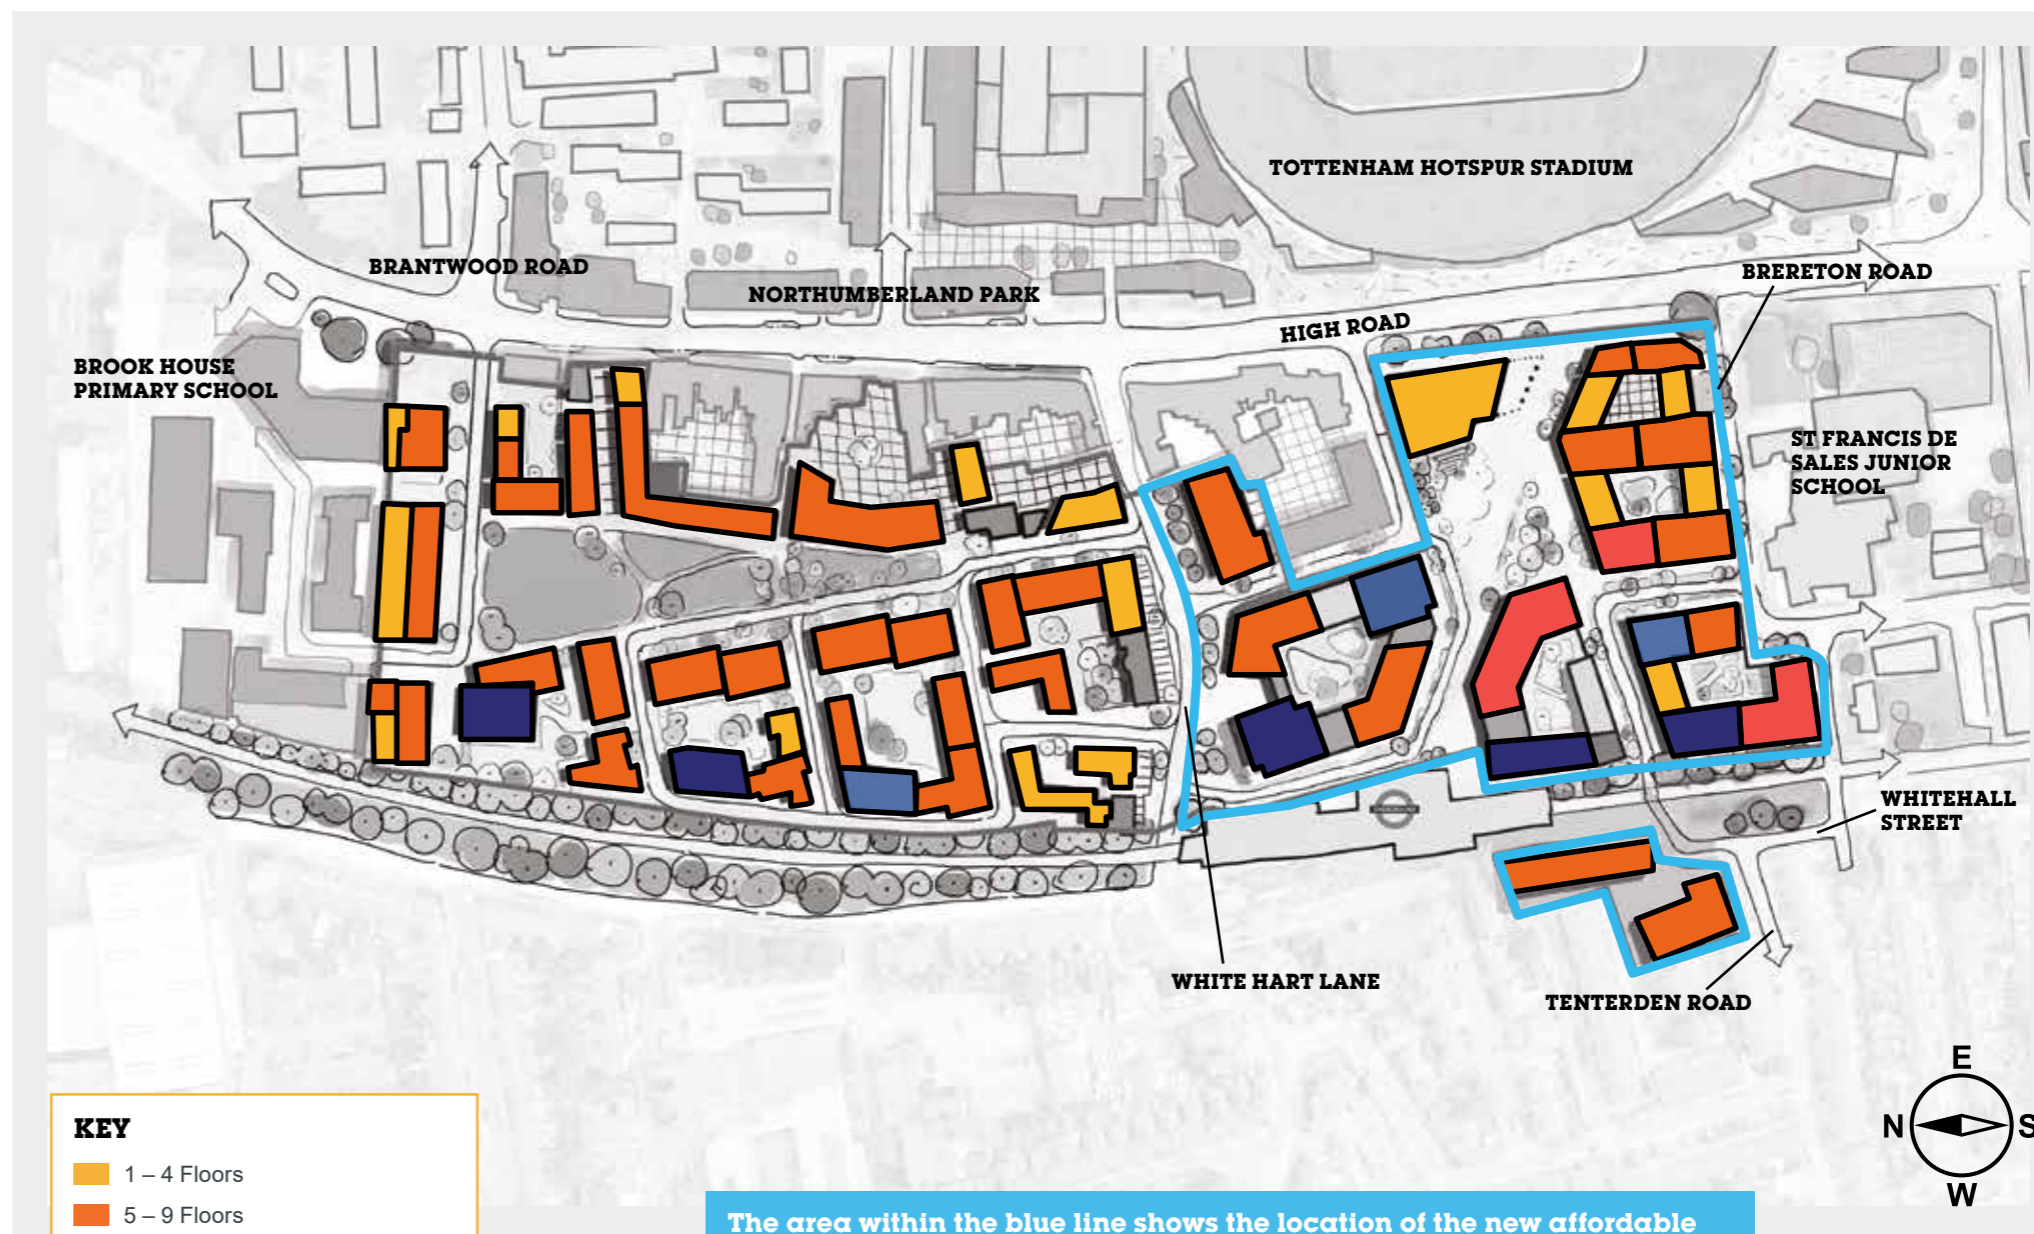 TOTTENHAM HOTSPUR STADIUM
BRANTWOOD ROAD
BRERETON ROAD
NORTHUMBERLAND PARK
HIGH ROAD
BROOK HOUSE
PRIMARY SCHOOL
ST FRANCIS DE
SALES JUNIOR
SCHOOL
WHITEHALL
STREET
WHITE HART LANE
TENTERDEN ROAD
E
N
S
W
KEY
1 – 4 Floors
5 – 9 Floors
The area within the blue line shows the location of the new affordable